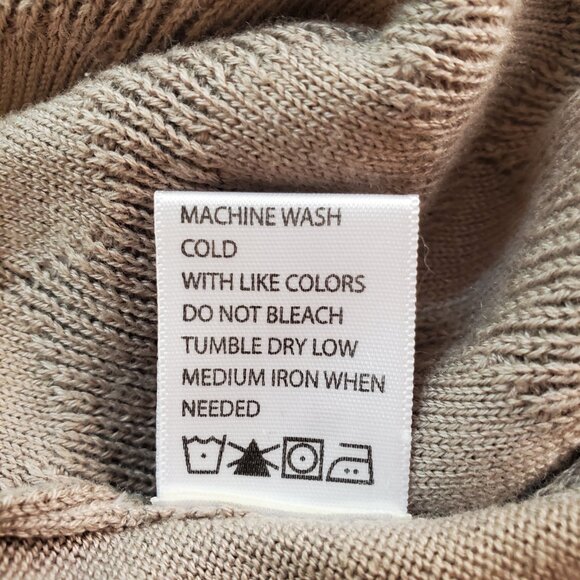 MACHINE WASH
COLD
WITH LIKE COLORS
DO NOT BLEACH
TUMBLE DRY LOW
MEDIUM IRON WHEN
NEEDED